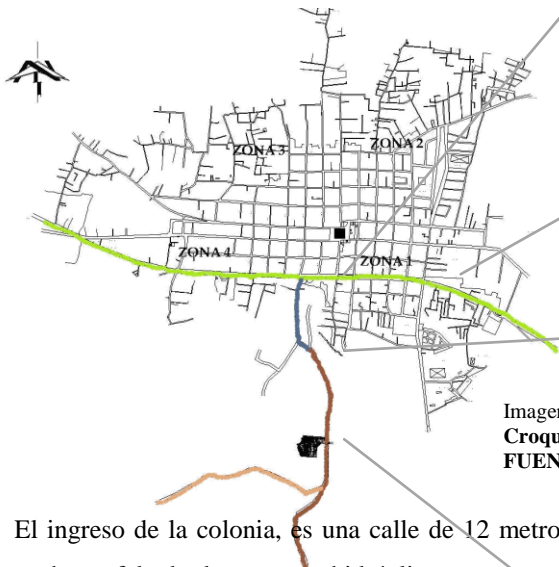 ZONA 3
ZONA 2
ZONA 4
ZONA 1
Imagen
Croqu
FUEN
El ingreso de la colonia, es una calle de 12 metro